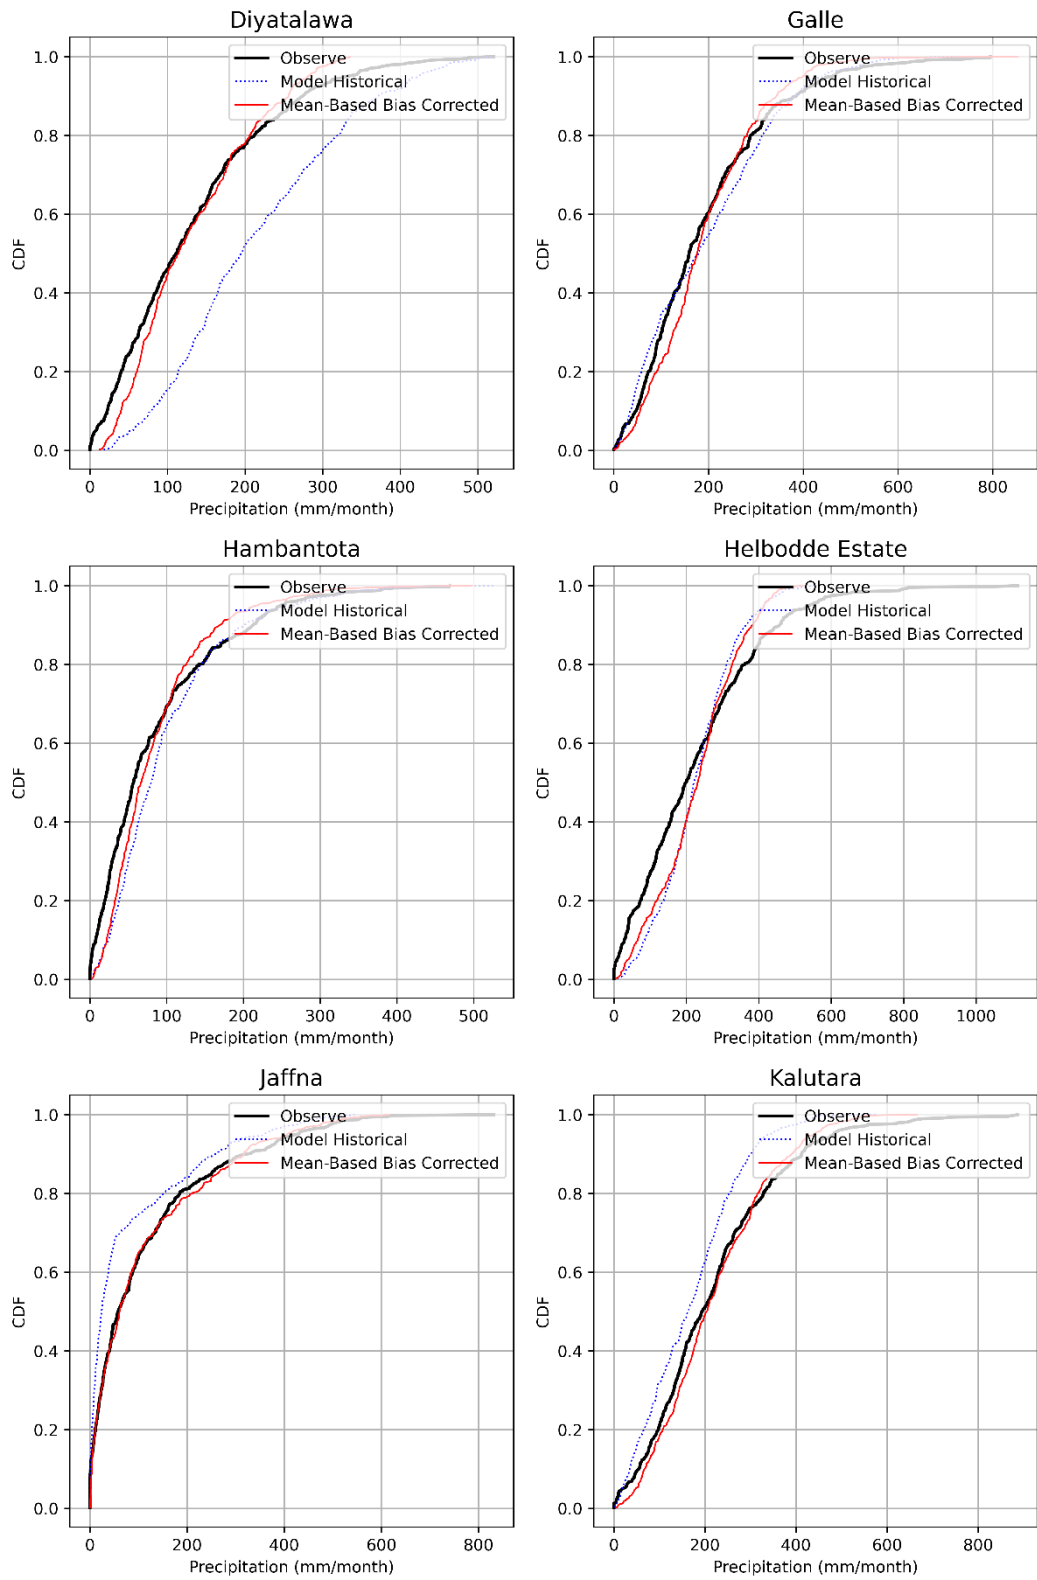 Diyatalawa
Observe
Model Historical
Mean-Based Bias Corrected
CDF
1.0
0.8
0.6
0.4
0.2
0.0
0 100 200 300 400 500
Precipitation (mm/month)
Galle
Observe
Model Historical
Mean-Based Bias Corrected
CDF
1.0
0.8
0.6
0.4
0.2
0.0
0 200 400 600 800
Precipitation (mm/month)
Hambantota
Observe
Model Historical
Mean-Based Bias Corrected
CDF
1.0
0.8
0.6
0.4
0.2
0.0
0 100 200 300 400 500
Precipitation (mm/month)
Helbodde Estate
Observe
Model Historical
Mean-Based Bias Corrected
CDF
1.0
0.8
0.6
0.4
0.2
0.0
0 200 400 600 800 1000
Precipitation (mm/month)
Jaffna
Observe
Model Historical
Mean-Based Bias Corrected
CDF
1.0
0.8
0.6
0.4
0.2
0.0
0 200 400 600 800
Precipitation (mm/month)
Kalutara
Observe
Model Historical
Mean-Based Bias Corrected
CDF
1.0
0.8
0.6
0.4
0.2
0.0
0 200 400 600 800
Precipitation (mm/month)